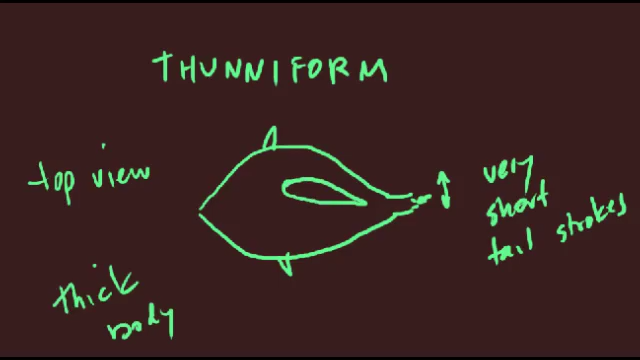 THUNNIFORM
top view
very
short
tail strokes
thick
body